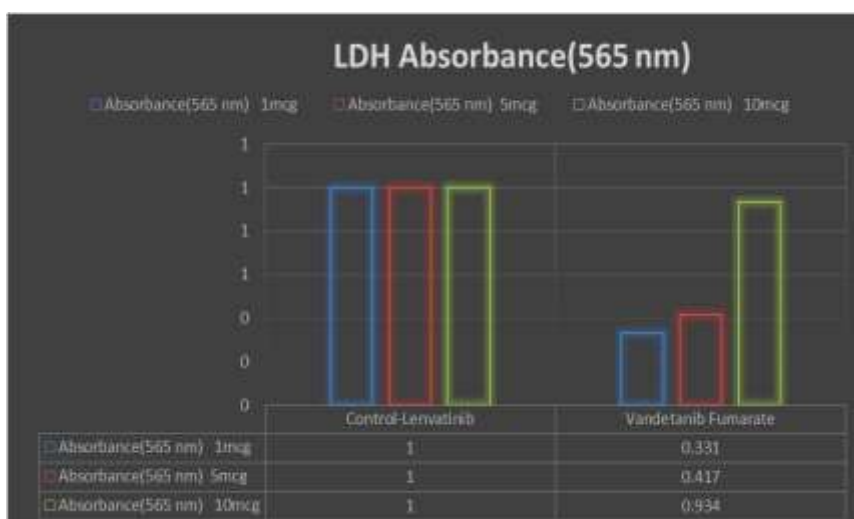 LDH Absorbance(565 nm)
Absorbance(565 nm) 1mcg Absorbance(565 nm) 5mcg Absorbance(565 nm) 10mcg
1
1
1
1
0
0
0
Control-Lenvatinib Vandetanib Fumarate
Absorbance(565 nm) 1mcg 1 0.331
Absorbance(565 nm) 5mcg 1 0.417
Absorbance(565 nm) 10mcg 1 0.934